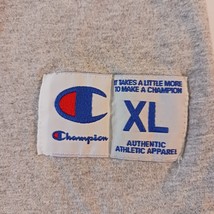 Champion
IT TAKES A LITTLE MORE
TO MAKE A CHAMPION
XL
AUTHENTIC
ATHLETIC APPAREL